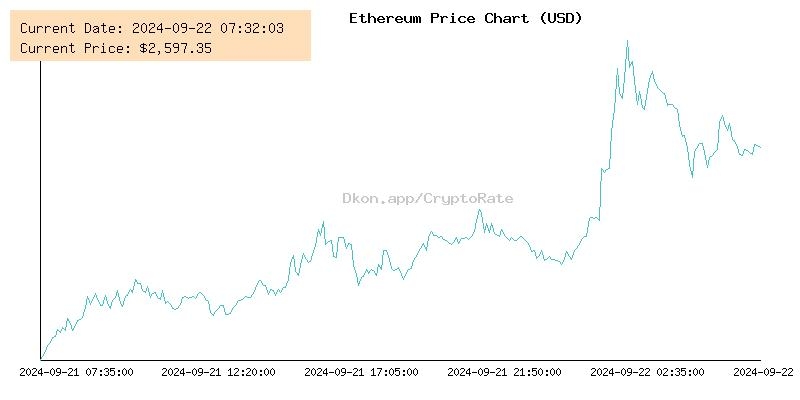 Ethereum Price Chart (USD)
Current Date: 2024-09-22 07:32:03
Current Price: $2,597.35
Dkon.app/CryptoRate
2024-09-21 07:35:00 2024-09-21 12:20:00 2024-09-21 17:05:00 2024-09-21 21:50:00 2024-09-22 02:35:00 2024-09-22